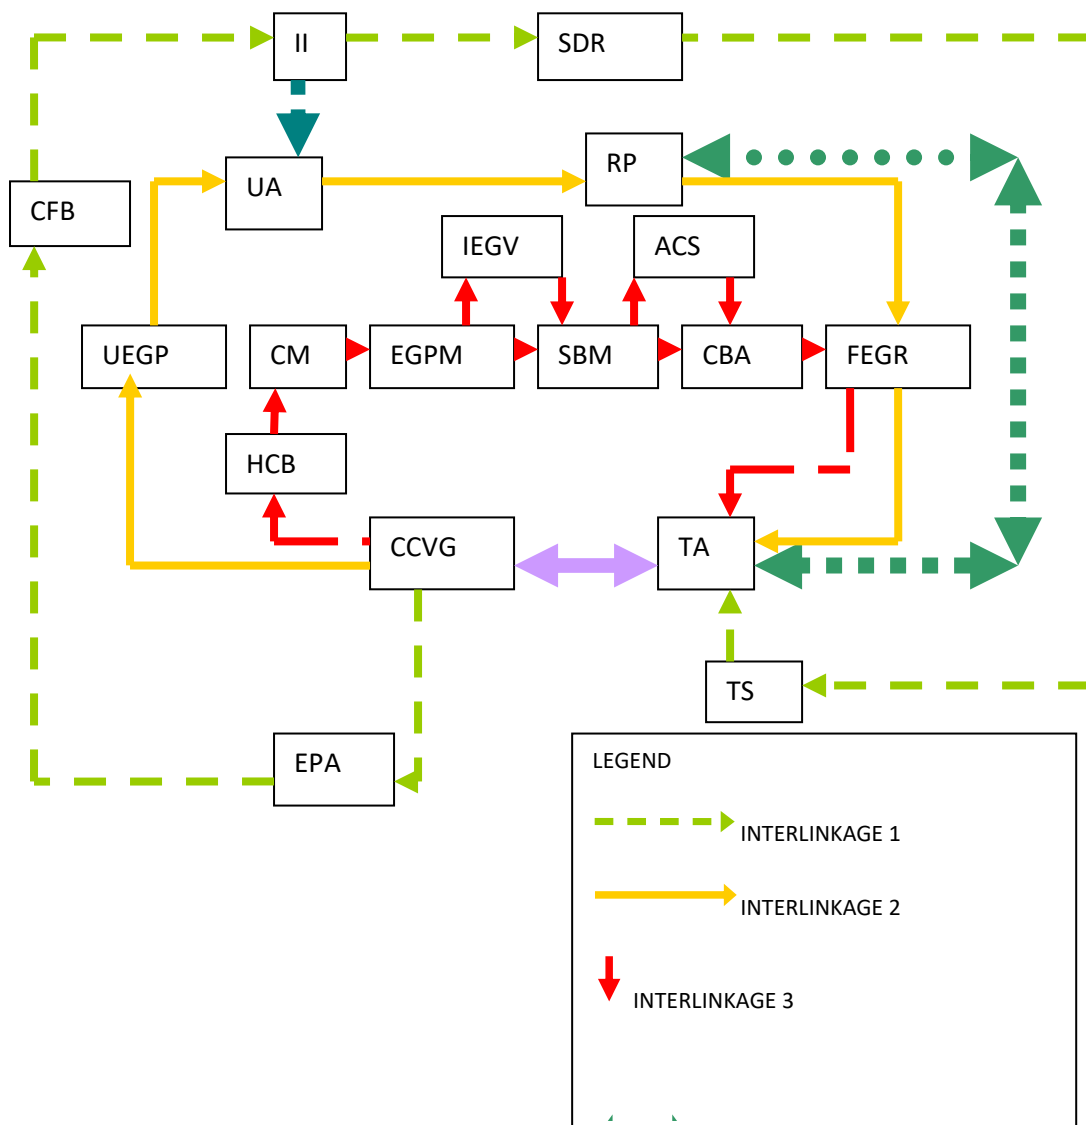 II
SDR
RP
UA
CFB
IEGV
ACS
UEGP
CM
EGPM
SBM
CBA
FEGR
HCB
CCVG
TA
TS
EPA
LEGEND
INTERLINKAGE 1
INTERLINKAGE 2
INTERLINKAGE 3